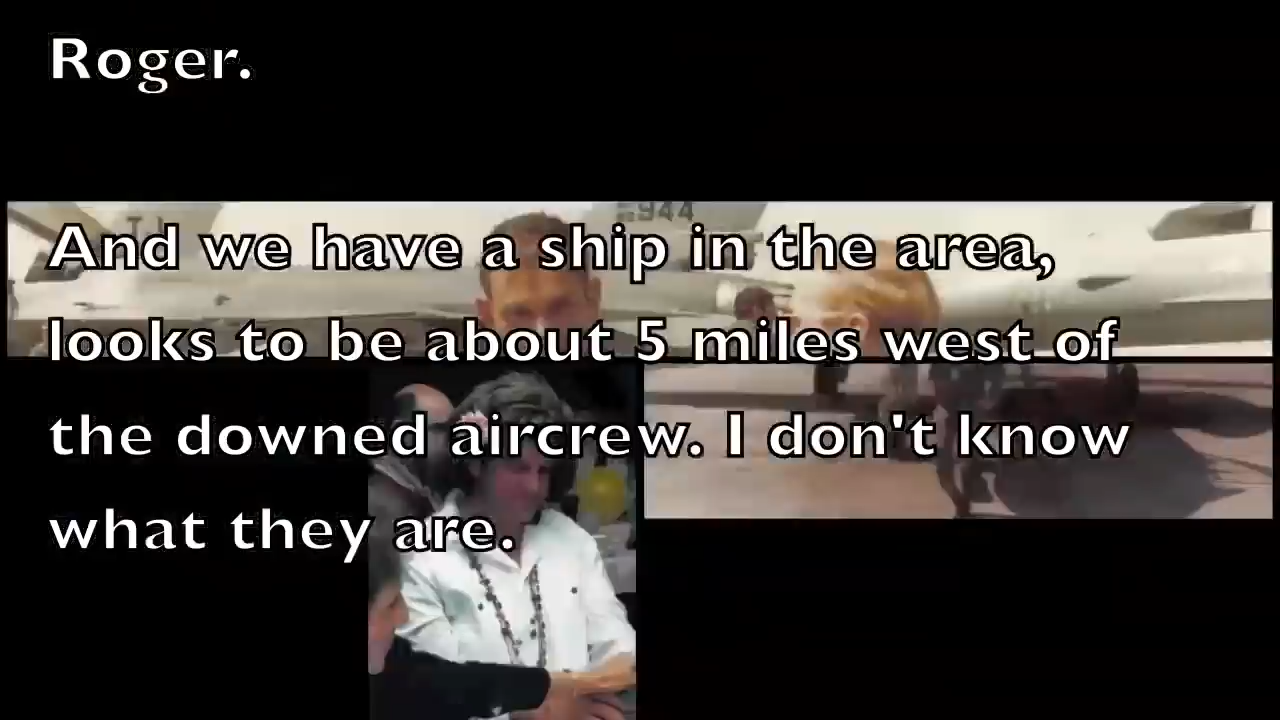 Roger.
944
And we have a ship in the area,
looks to be about 5 miles west of
the downed aircrew. I don't know
what they are.